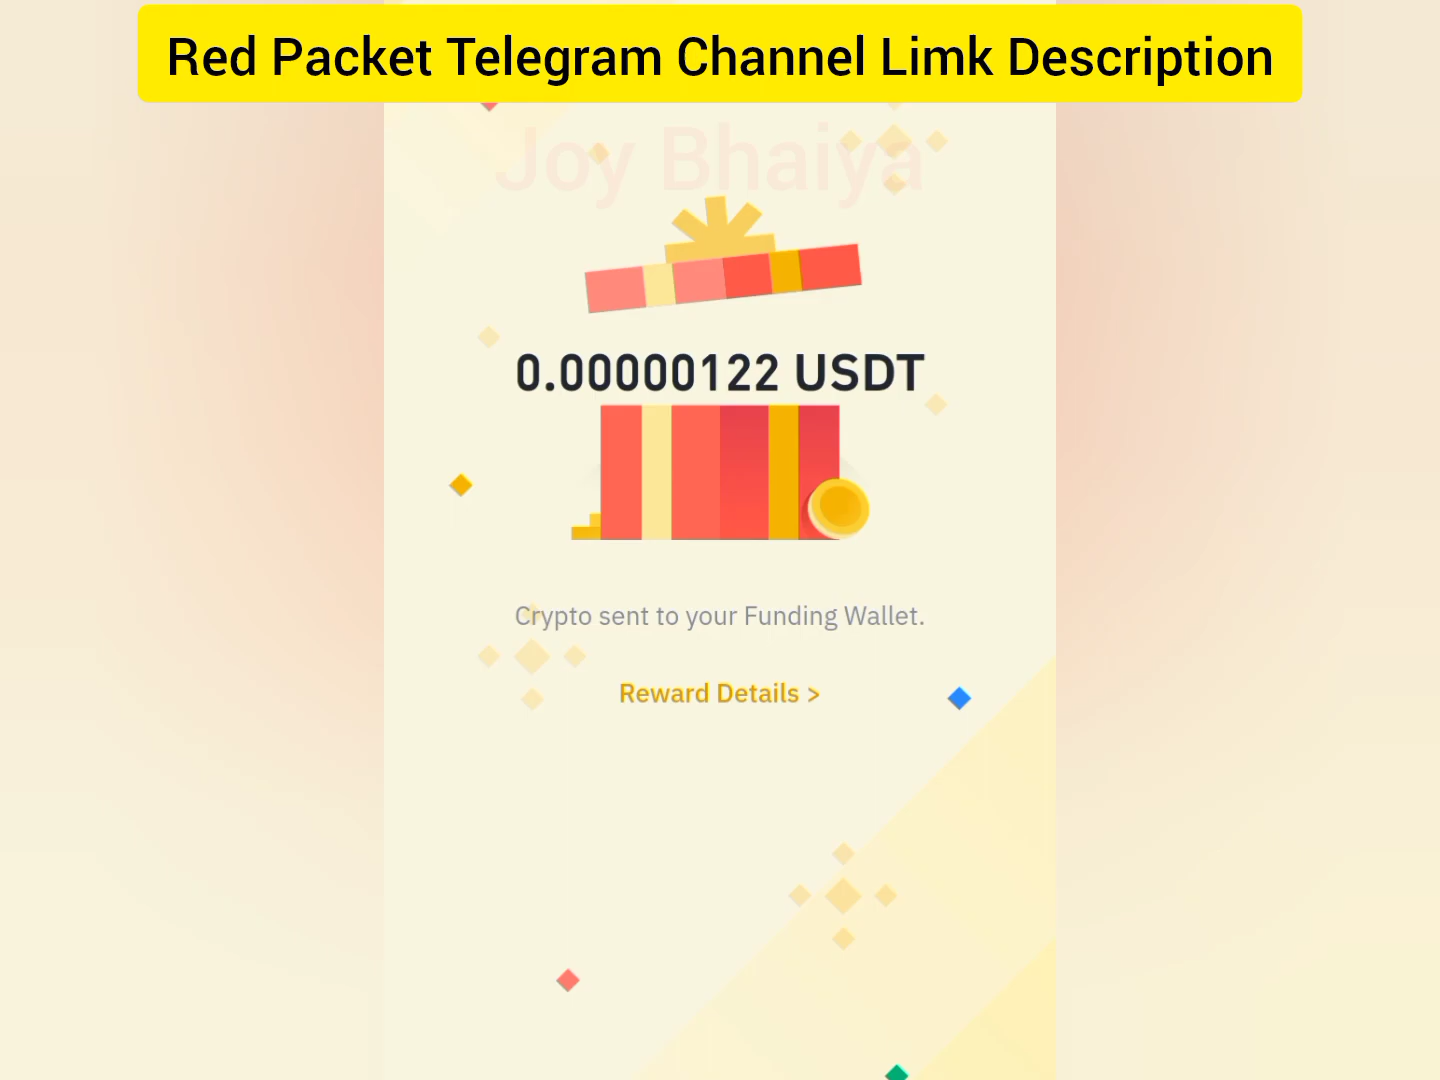 Red Packet Telegram Channel Limk Description
Joy Bhaiya
0.00000122 USDT
Crypto sent to your Funding Wallet.
Reward Details >